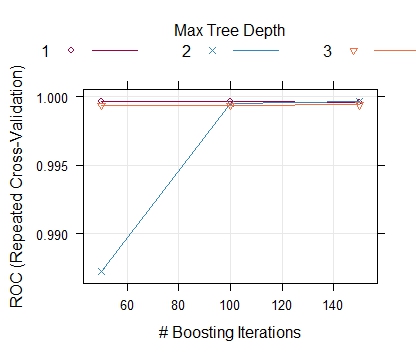 Max Tree Depth
1 2 3
ROC (Repeated Cross-Validation)
1.000
0.995
0.990
60 80 100 120 140
# Boosting Iterations